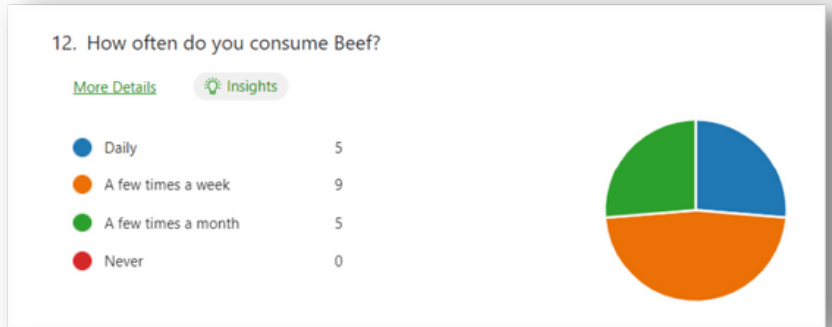 12. How often do you consume Beef?
More Details Insights
Daily 5
A few times a week 9
A few times a month 5
Never 0